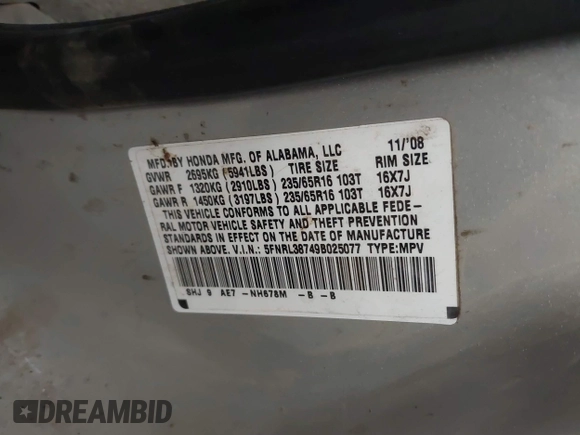 MFD. BY HONDA MFG. OF ALABAMA, LLC 11/'08
GVWR 2695KG (5941LBS) TIRE SIZE RIM SIZE
GAWR F 1320KG (2910LBS) 235/65R16 103T 16X7J
GAWR R 1450KG (3197LBS) 235/65R16 103T 16X7J
THIS VEHICLE CONFORMS TO ALL APPLICABLE FEDE-
RAL MOTOR VEHICLE SAFETY AND THEFT PREVENTION
STANDARDS IN EFFECT ON THE DATE OF MANUFACTURE
SHOWN ABOVE. V.I.N.: 5FNRL38749B025077 TYPE:MPV
SHJ 9 AE7 -NH678M -B -B
DREAMBID